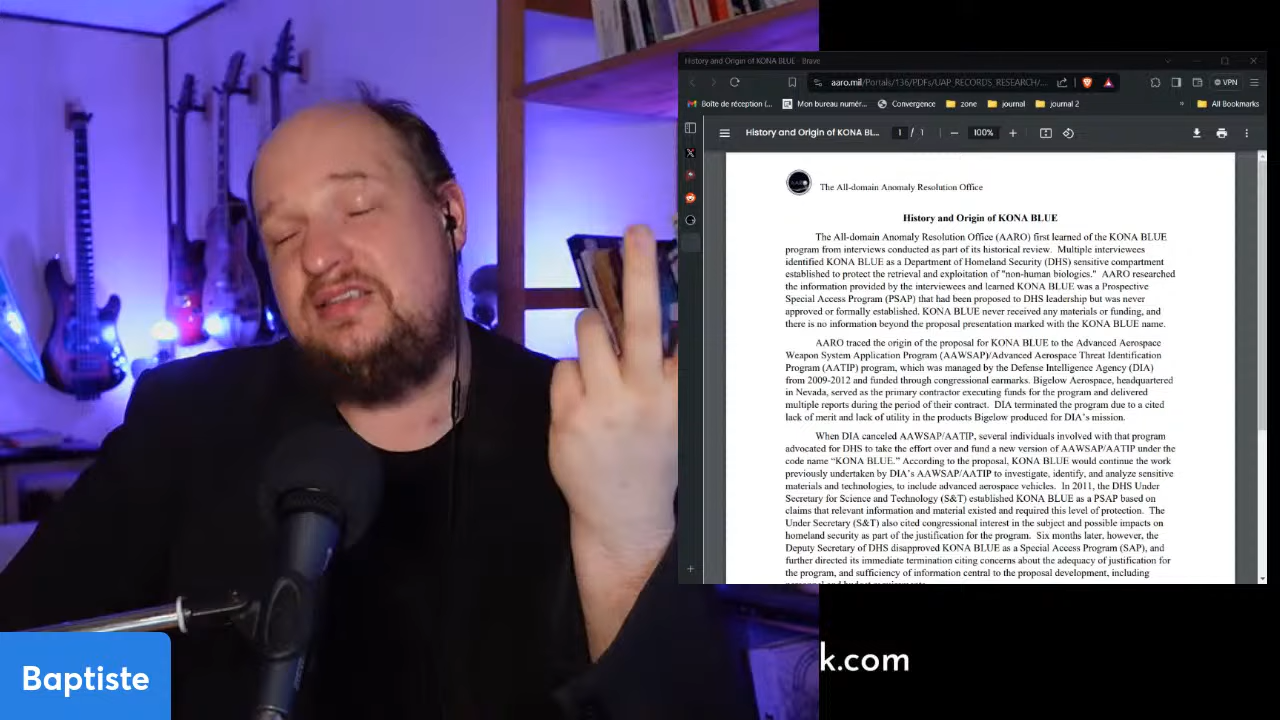 History and Origin of KONA BLUE - Brave
aaro.mil/Portals/136/PDFs/UAP_RECORDS_RESEARCH/...
VPN
Boîte de réception (...
Mon bureau numér...
Convergence
zone
journal
journal 2
All Bookmarks
History and Origin of KONA BL...
1 / 1
100%
The All-domain Anomaly Resolution Office
History and Origin of KONA BLUE
The All-domain Anomaly Resolution Office (AARO) first learned of the KONA BLUE
program from interviews conducted as part of its historical review. Multiple interviewees
identified KONA BLUE as a Department of Homeland Security (DHS) sensitive compartment
established to protect the retrieval and exploitation of "non-human biologics." AARO researched
the information provided by the interviewees and learned KONA BLUE was a Prospective
Special Access Program (PSAP) that had been proposed to DHS leadership but was never
approved or formally established. KONA BLUE never received any materials or funding, and
there is no information beyond the proposal presentation marked with the KONA BLUE name.
AARO traced the origin of the proposal for KONA BLUE to the Advanced Aerospace
Weapon System Application Program (AAWSAP)/Advanced Aerospace Threat Identification
Program (AATIP) program, which was managed by the Defense Intelligence Agency (DIA)
from 2009-2012 and funded through congressional earmarks. Bigelow Aerospace, headquartered
in Nevada, served as the primary contractor executing funds for the program and delivered
multiple reports during the period of their contract. DIA terminated the program due to a cited
lack of merit and lack of utility in the products Bigelow produced for DIA's mission.
When DIA canceled AAWSAP/AATIP, several individuals involved with that program
advocated for DHS to take the effort over and fund a new version of AAWSAP/AATIP under the
code name “KONA BLUE.” According to the proposal, KONA BLUE would continue the work
previously undertaken by DIA's AAWSAP/AATIP to investigate, identify, and analyze sensitive
materials and technologies, to include advanced aerospace vehicles. In 2011, the DHS Under
Secretary for Science and Technology (S&T) established KONA BLUE as a PSAP based on
claims that relevant information and material existed and required this level of protection. The
Under Secretary (S&T) also cited congressional interest in the subject and possible impacts on
homeland security as part of the justification for the program. Six months later, however, the
Deputy Secretary of DHS disapproved KONA BLUE as a Special Access Program (SAP), and
further directed its immediate termination citing concerns about the adequacy of justification for
the program, and sufficiency of information central to the proposal development, including
Baptiste
k.com